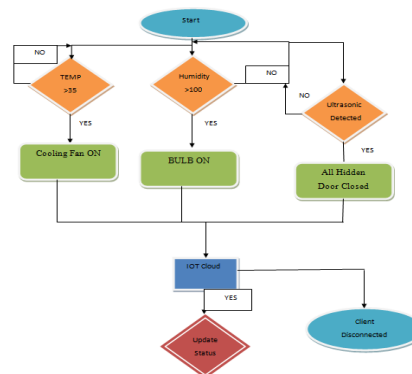 Start
NO
TEMP
>35
Humidity
>100
NO
NO
Ultrasonic
Detected
YES
YES
YES
Cooling Fan ON
BULB ON
All Hidden
Door Closed
IOT Cloud
YES
Update
Status
Client
Disconnected